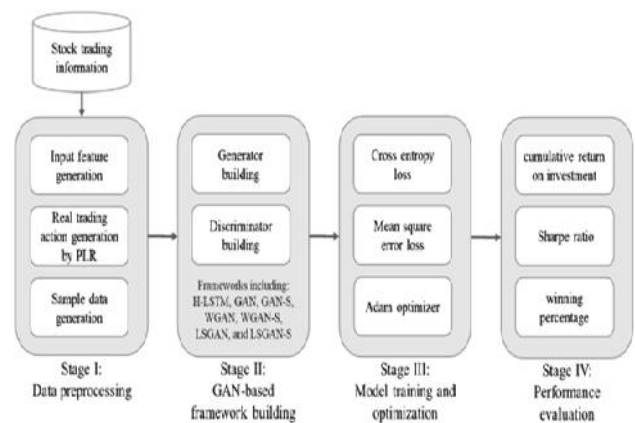 Stock trading
information
Input feature
generation
Real trading
action generation
by PLR
Sample data
generation
Stage I:
Data preprocessing
Generator
building
Discriminator
building
Frameworks including:
H-LSTM, GAN, GAN-S,
WGAN, WGAN-S,
LSGAN, and LSGAN-S
Stage II:
GAN-based
framework building
Cross entropy
loss
Mean square
error loss
Adam optimizer
Stage III:
Model training and
optimization
cumulative return
on investment
Sharpe ratio
winning
percentage
Stage IV:
Performance
evaluation